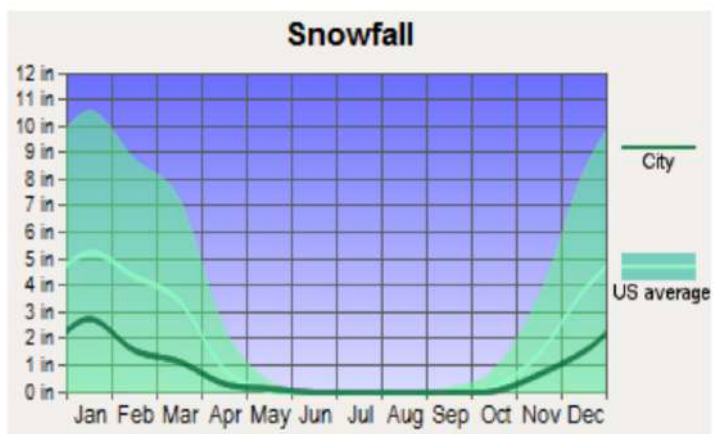 Snowfall
12 in
11 in
10 in
9 in
8 in
7 in
6 in
5 in
4 in
3 in
2 in
1 in
0 in
Jan Feb Mar Apr May Jun Jul Aug Sep Oct Nov Dec
City
US average